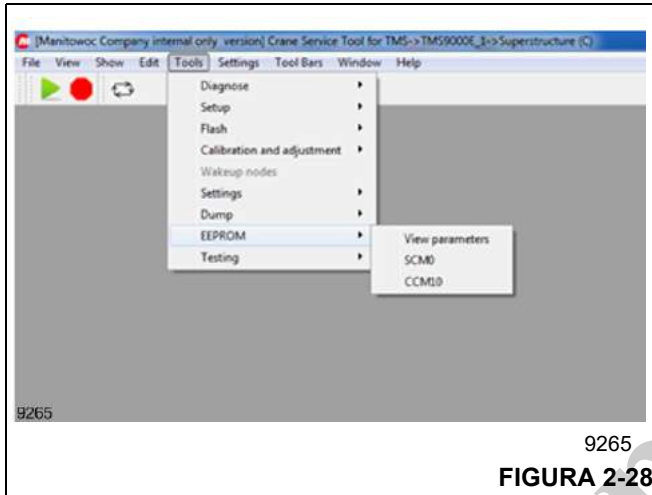 [Manitowoc Company internal only version] Crane Service Tool for TMS->TMS9000E_1->Superstructure (C)
File View Show Edit Tools Settings Tool Bars Window Help
Diagnose
Setup
Flash
Calibration and adjustment
Wakeup nodes
Settings
Dump
EEPROM
Testing
View parameters
SCM0
CCM10
9265
9265
FIGURA 2-28